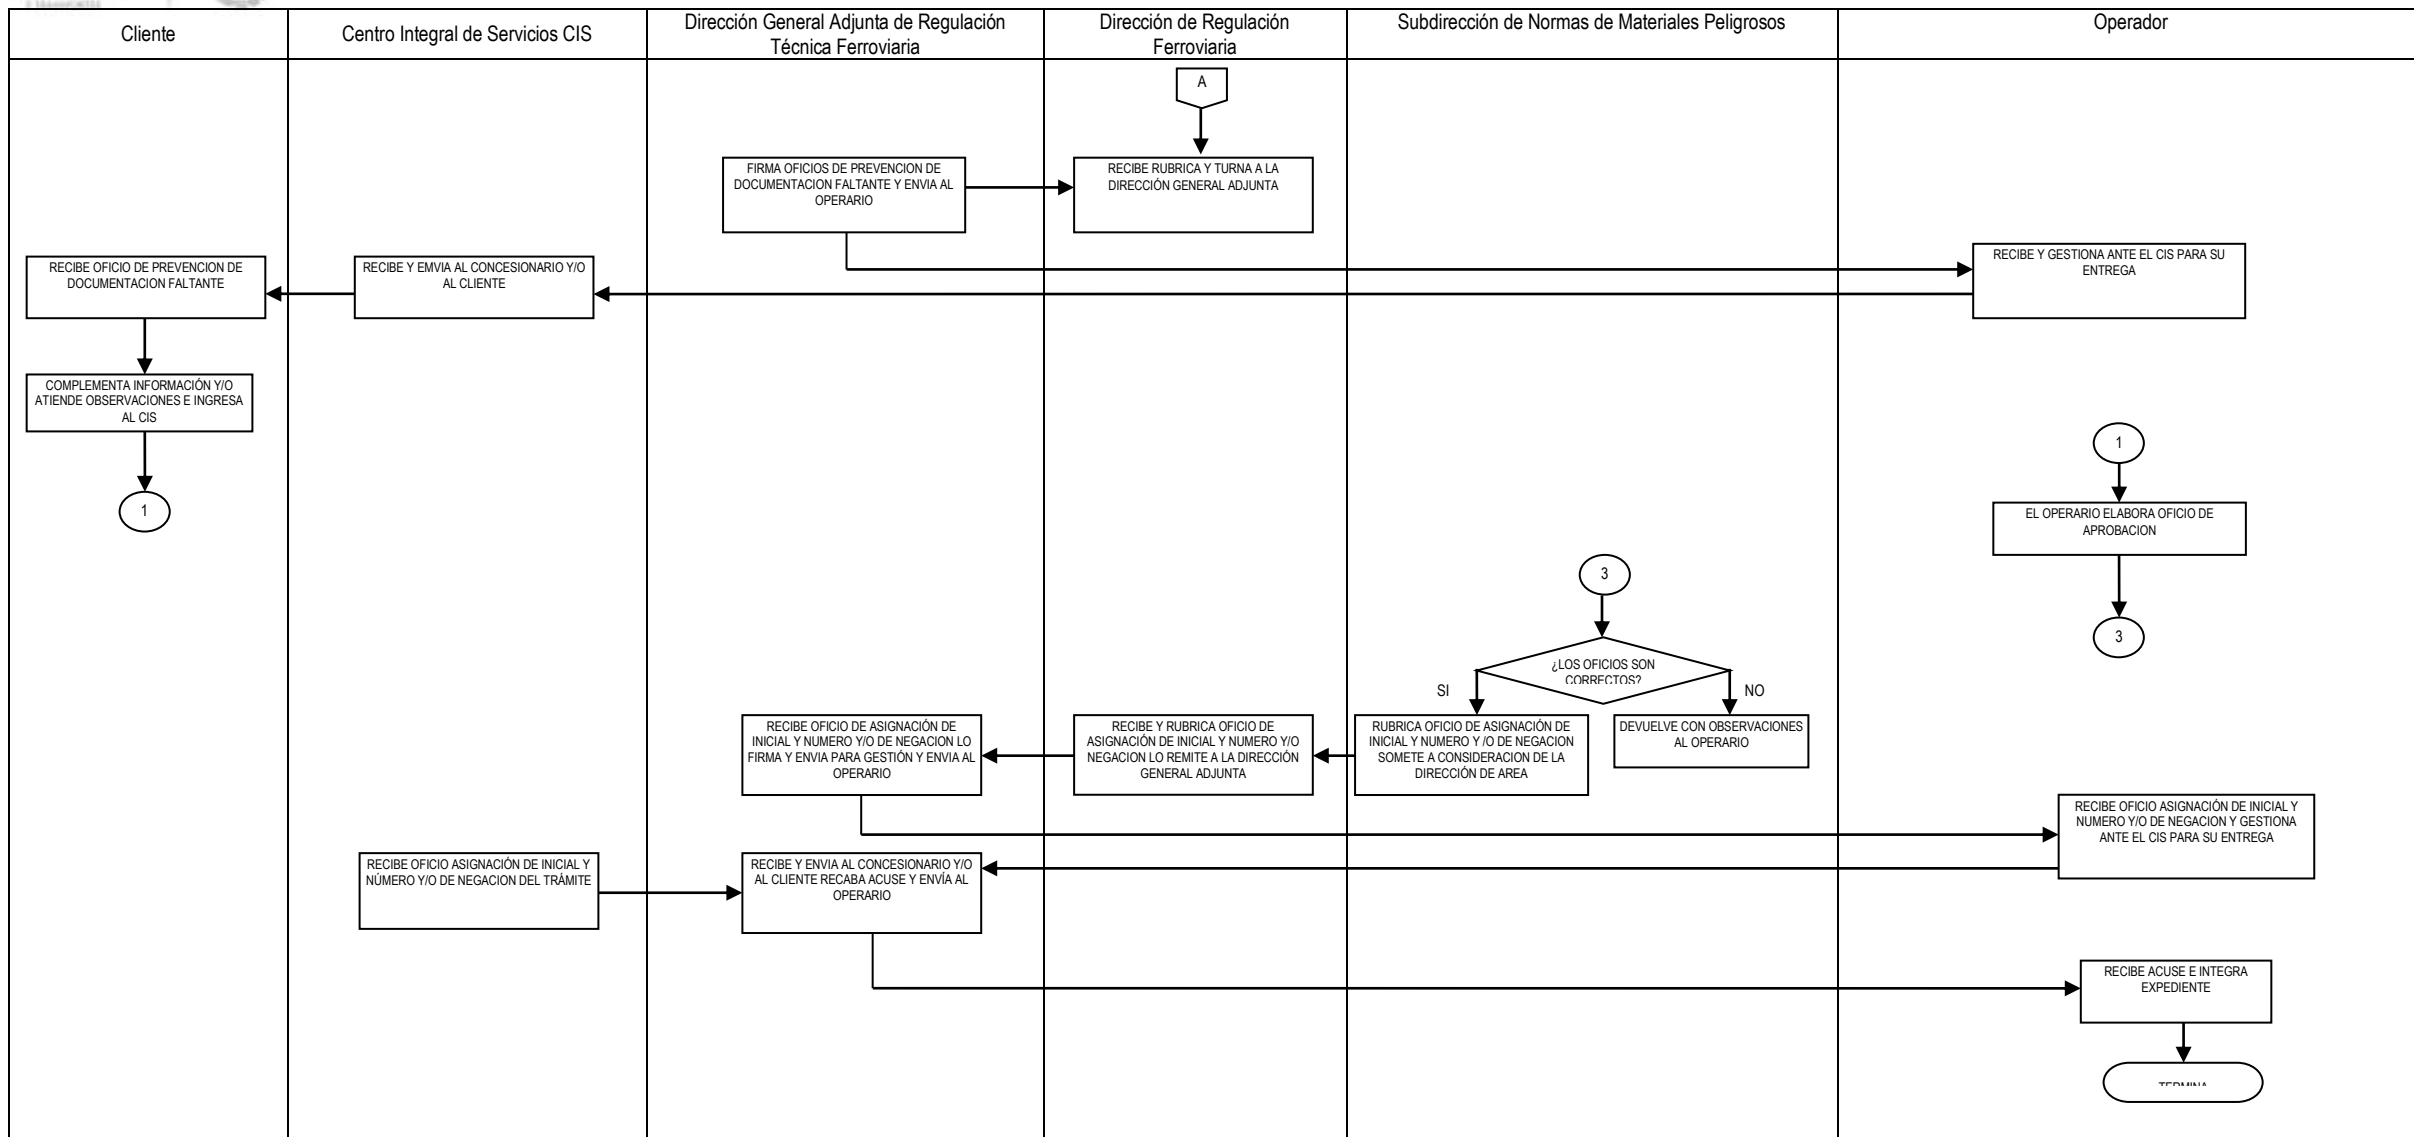 Cliente
Centro Integral de Servicios CIS
Dirección General Adjunta de Regulación
Técnica Ferroviaria
Dirección de Regulación
Ferroviaria
Subdirección de Normas de Materiales Peligrosos
Operador
A
FIRMA OFICIOS DE PREVENCION DE
DOCUMENTACION FALTANTE Y ENVIA AL
OPERARIO
RECIBE RUBRICA Y TURNA A LA
DIRECCIÓN GENERAL ADJUNTA
RECIBE OFICIO DE PREVENCION DE
DOCUMENTACION FALTANTE
RECIBE Y EMVIA AL CONCESIONARIO Y/O
AL CLIENTE
RECIBE Y GESTIONA ANTE EL CIS PARA SU
ENTREGA
COMPLEMENTA INFORMACIÓN Y/O
ATIENDE OBSERVACIONES E INGRESA
AL CIS
1
1
EL OPERARIO ELABORA OFICIO DE
APROBACION
3
3
¿LOS OFICIOS SON
CORRECTOS?
SI
NO
RECIBE OFICIO DE ASIGNACIÓN DE
INICIAL Y NUMERO Y/O DE NEGACION LO
FIRMA Y ENVIA PARA GESTIÓN Y ENVIA AL
OPERARIO
RECIBE Y RUBRICA OFICIO DE
ASIGNACIÓN DE INICIAL Y NUMERO Y/O
NEGACION LO REMITE A LA DIRECCIÓN
GENERAL ADJUNTA
RUBRICA OFICIO DE ASIGNACIÓN DE
INICIAL Y NUMERO Y /O DE NEGACION
SOMETE A CONSIDERACION DE LA
DIRECCIÓN DE AREA
DEVUELVE CON OBSERVACIONES
AL OPERARIO
RECIBE OFICIO ASIGNACIÓN DE INICIAL Y
NUMERO Y/O DE NEGACION Y GESTIONA
ANTE EL CIS PARA SU ENTREGA
RECIBE OFICIO ASIGNACIÓN DE INICIAL Y
NÚMERO Y/O DE NEGACION DEL TRÁMITE
RECIBE Y ENVIA AL CONCESIONARIO Y/O
AL CLIENTE RECABA ACUSE Y ENVÍA AL
OPERARIO
RECIBE ACUSE E INTEGRA
EXPEDIENTE
TERMINA